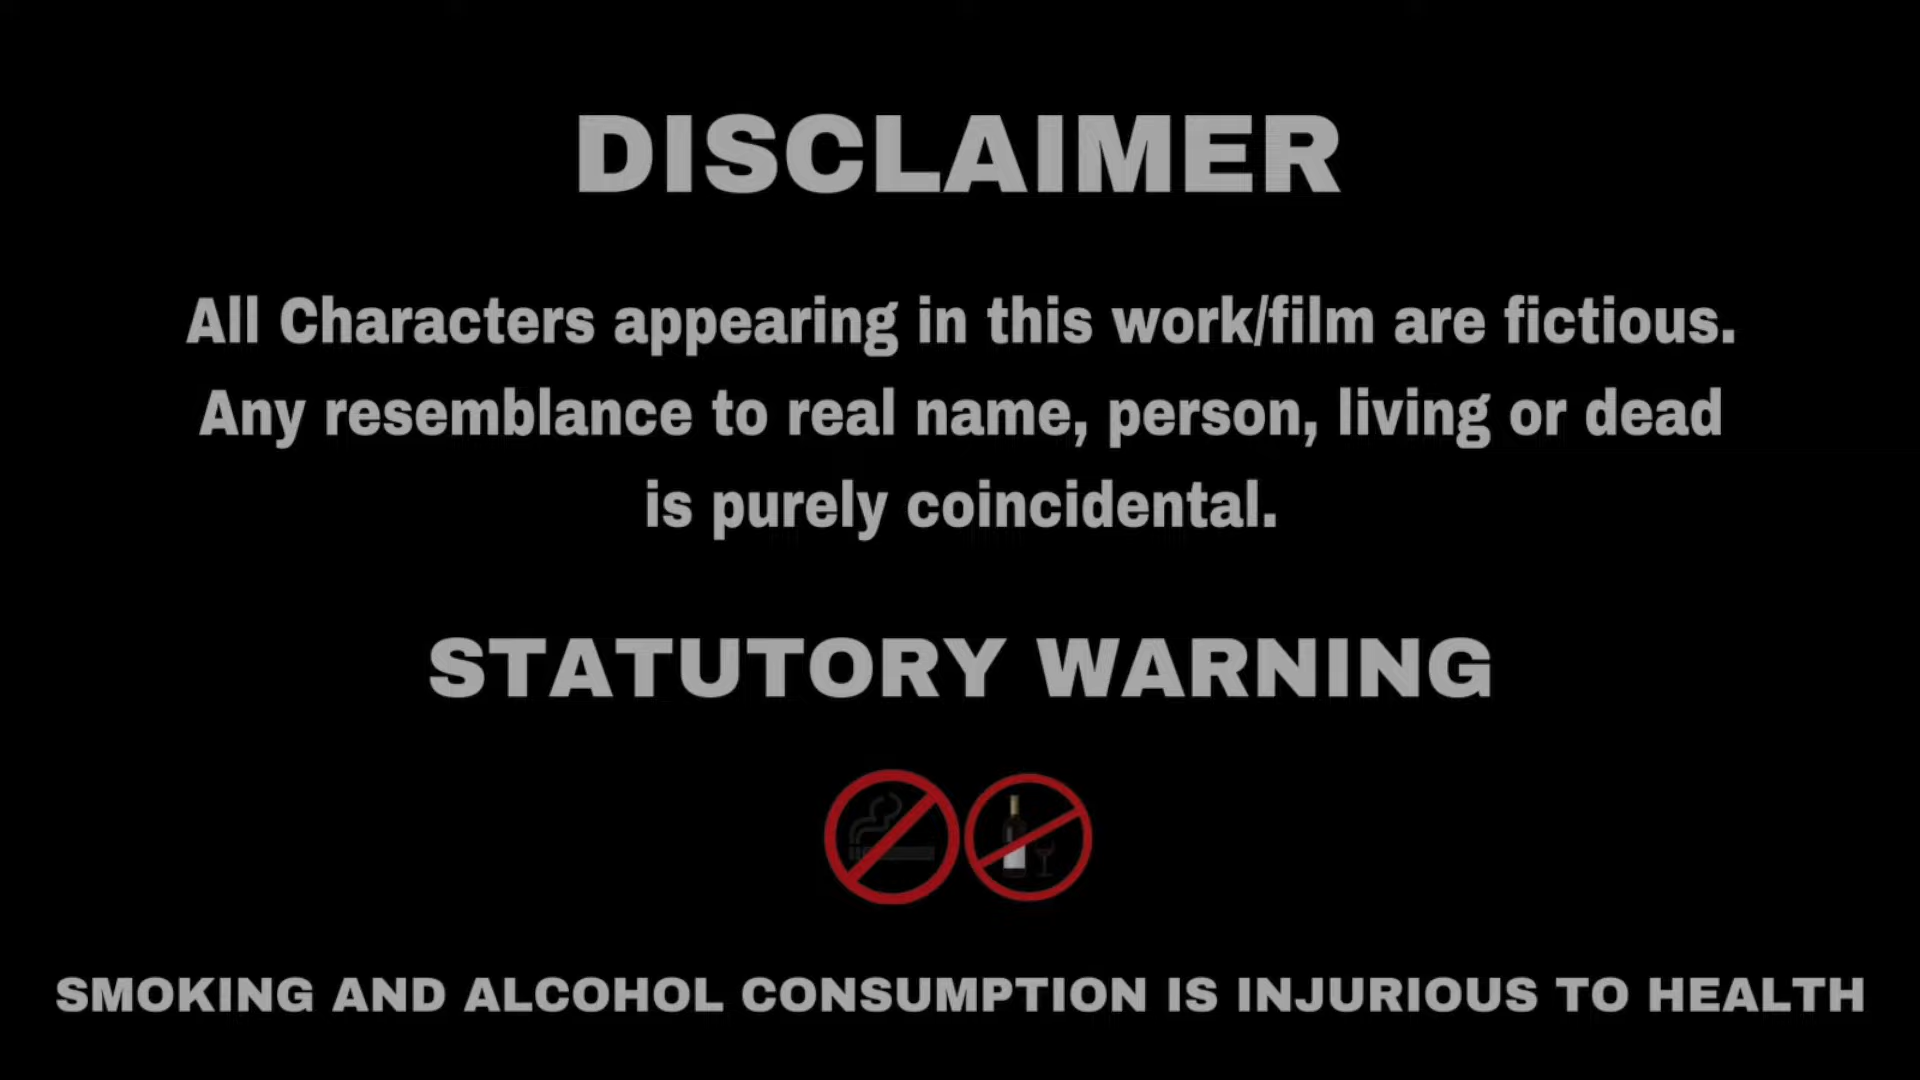 DISCLAIMER
All Characters appearing in this work/film are fictious.
Any resemblance to real name, person, living or dead
is purely coincidental.
STATUTORY WARNING
SMOKING AND ALCOHOL CONSUMPTION IS INJURIOUS TO HEALTH